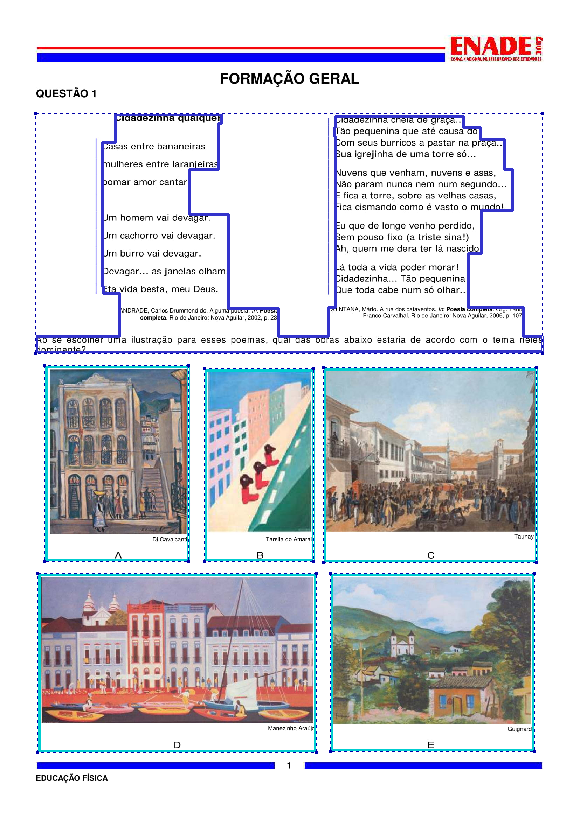 ENADE
2007
EXAME NACIONAL DE DESEMPENHO DOS ESTUDANTES
FORMAÇÃO GERAL
QUESTÃO 1
Cidadezinha qualquer
Casas entre bananeiras
mulheres entre laranjeiras
pomar amor cantar.
Um homem vai devagar.
Um cachorro vai devagar.
Um burro vai devagar.
Devagar... as janelas olham.
Eta vida besta, meu Deus.
ANDRADE, Carlos Drummond de. Alguma poesia. In: Poesia
completa. Rio de Janeiro: Nova Aguilar, 2002, p. 23.
Cidadezinha cheia de graça...
Tão pequenina que até causa dó!
Com seus burricos a pastar na praça...
Sua igrejinha de uma torre só...
Nuvens que venham, nuvens e asas,
Não param nunca nem num segundo...
E fica a torre, sobre as velhas casas,
Fica cismando como é vasto o mundo!...
Eu que de longe venho perdido,
Sem pouso fixo (a triste sina!)
Ah, quem me dera ter lá nascido!
Lá toda a vida poder morar!
Cidadezinha... Tão pequenina
Que toda cabe num só olhar...
QUINTANA, Mário. A rua dos cataventos. In: Poesia completa.
Franco Carvalhal. Rio de Janeiro: Nova Aguilar, 2006, p. 107.
Ao se escolher uma ilustração para esses poemas, qual das obras abaixo estaria de acordo com o tema neles
dominante?
Di Cavalcanti
A
Tarsila do Amaral
B
Taunay
C
Manezinho Araújo
D
Guignard
E
1
EDUCAÇÃO FÍSICA